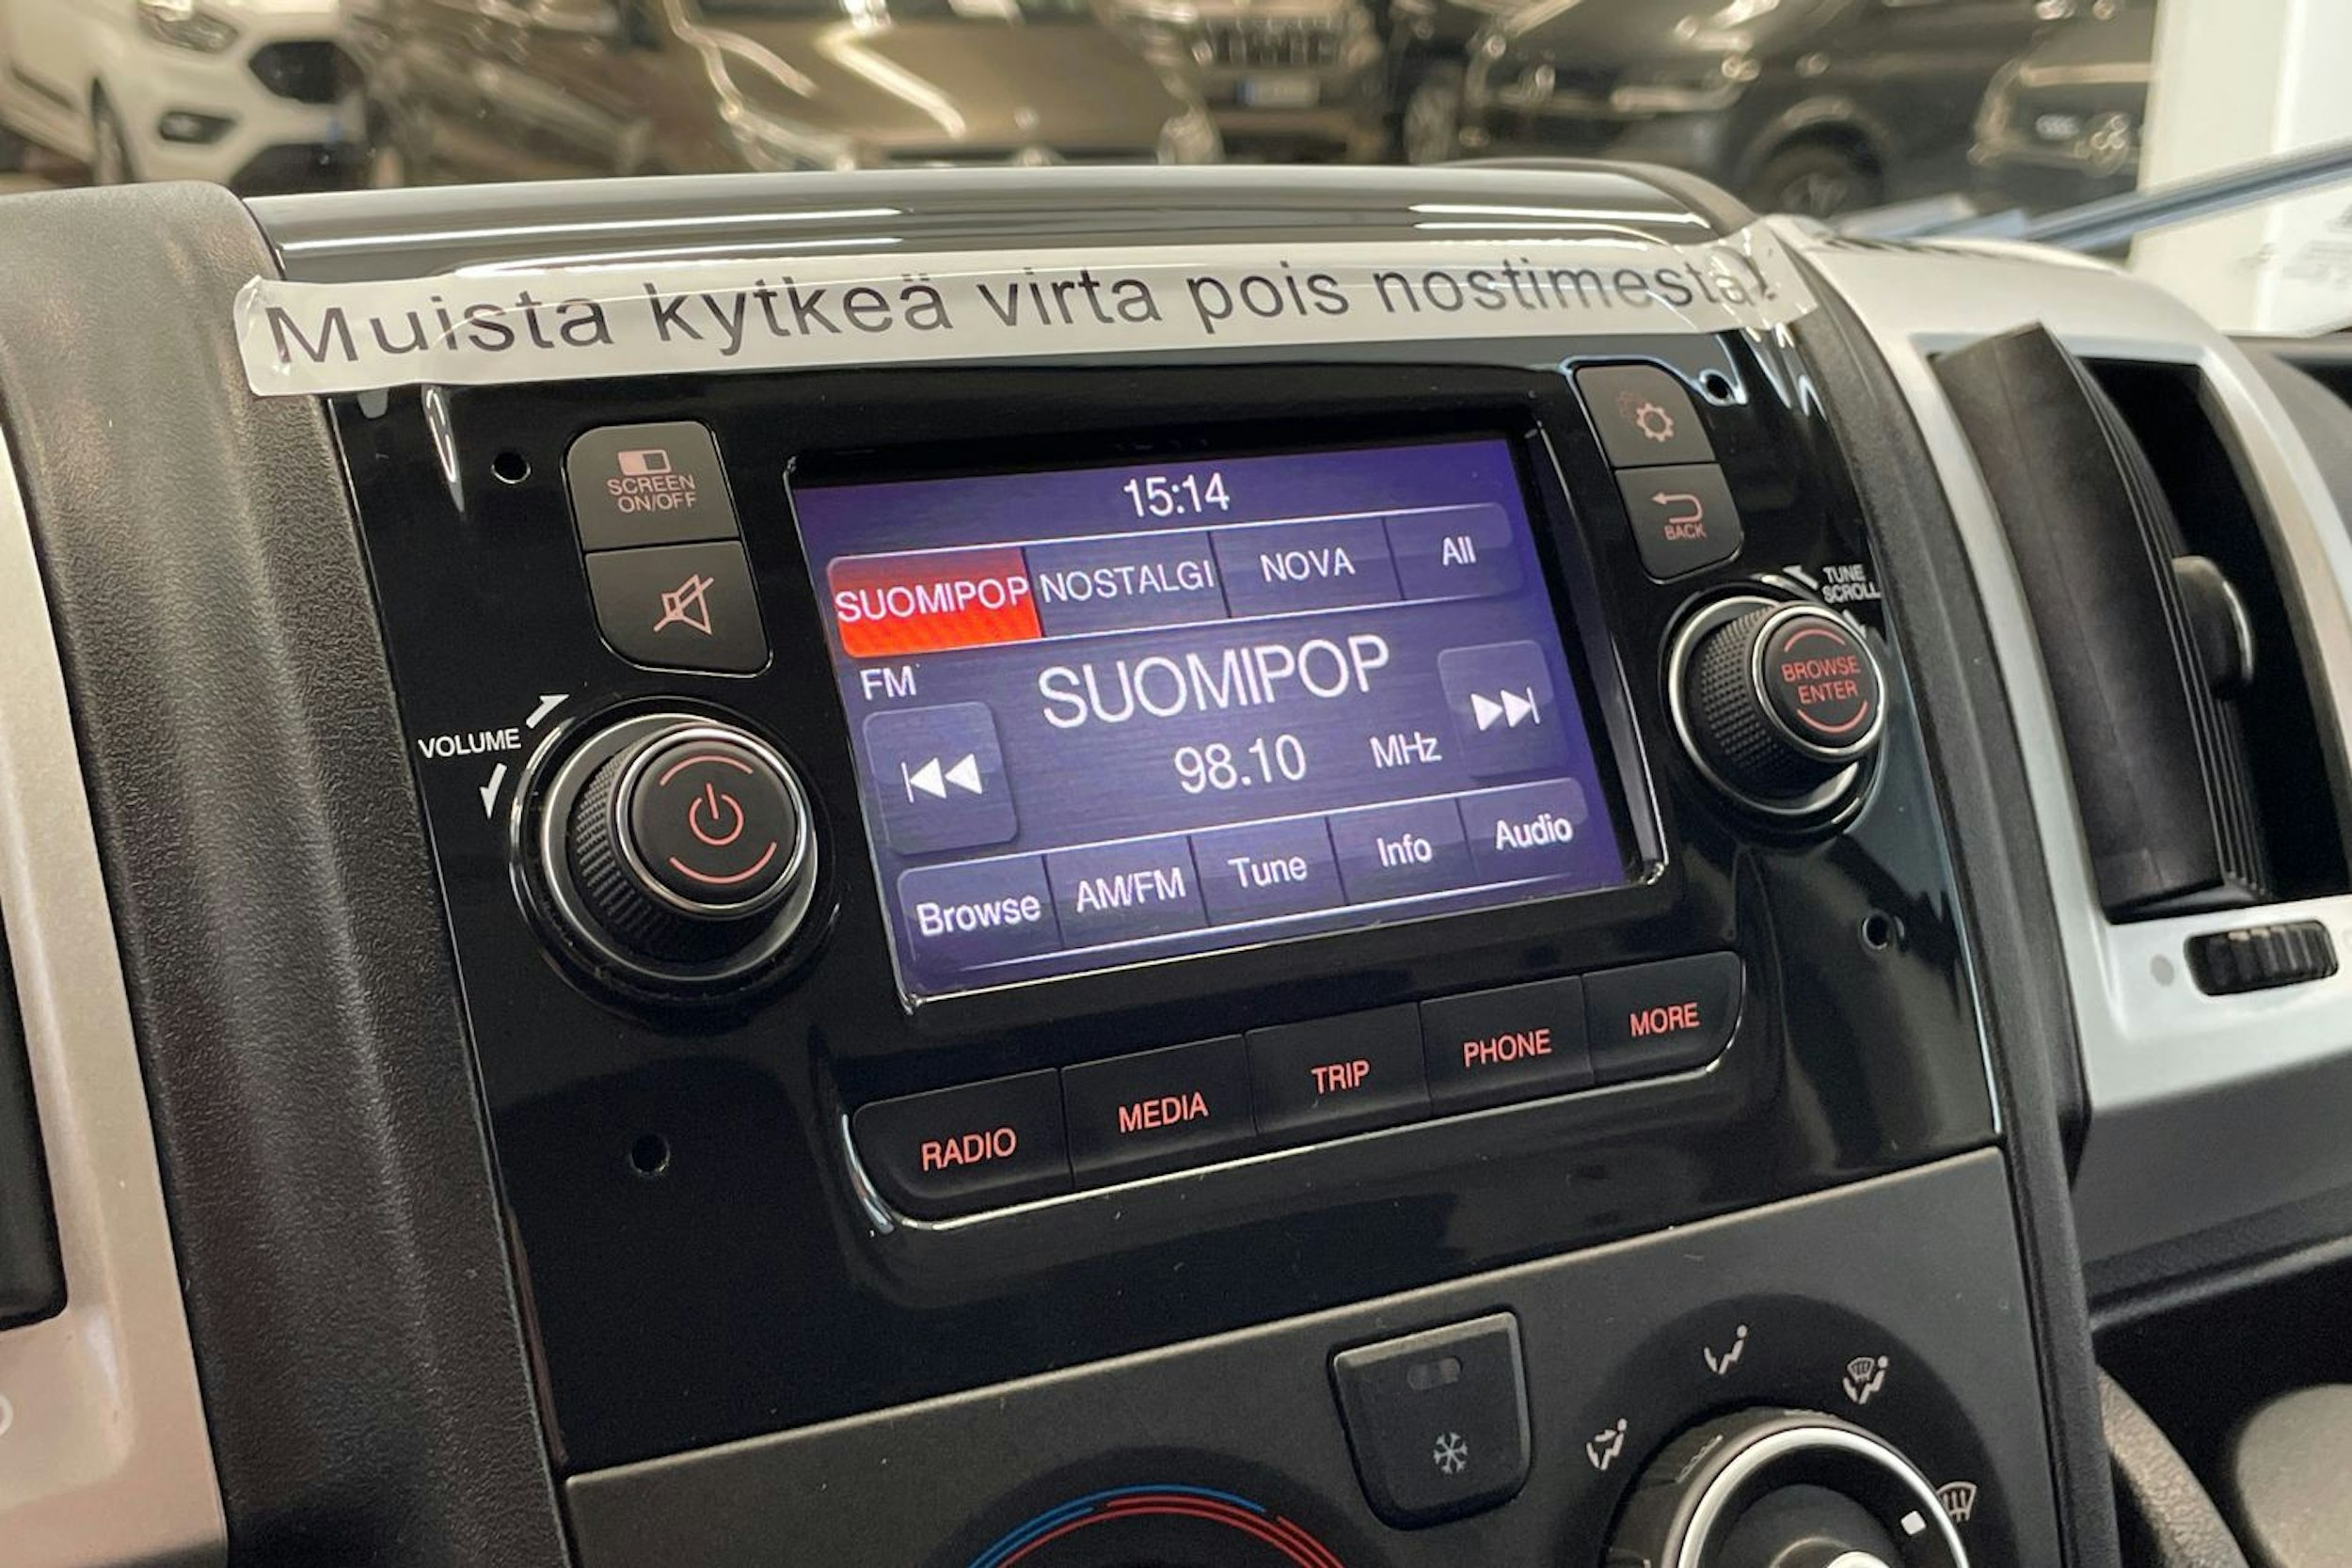 Muista kytkeä virta pois nostimesta!
SCREEN
ON/OFF
15:14
SUOMIPOP NOSTALGI NOVA All
FM
SUOMIPOP
98.10 MHz
Browse AM/FM Tune Info Audio
BACK
TUNE
SCROLL
BROWSE
ENTER
VOLUME
RADIO MEDIA TRIP PHONE MORE